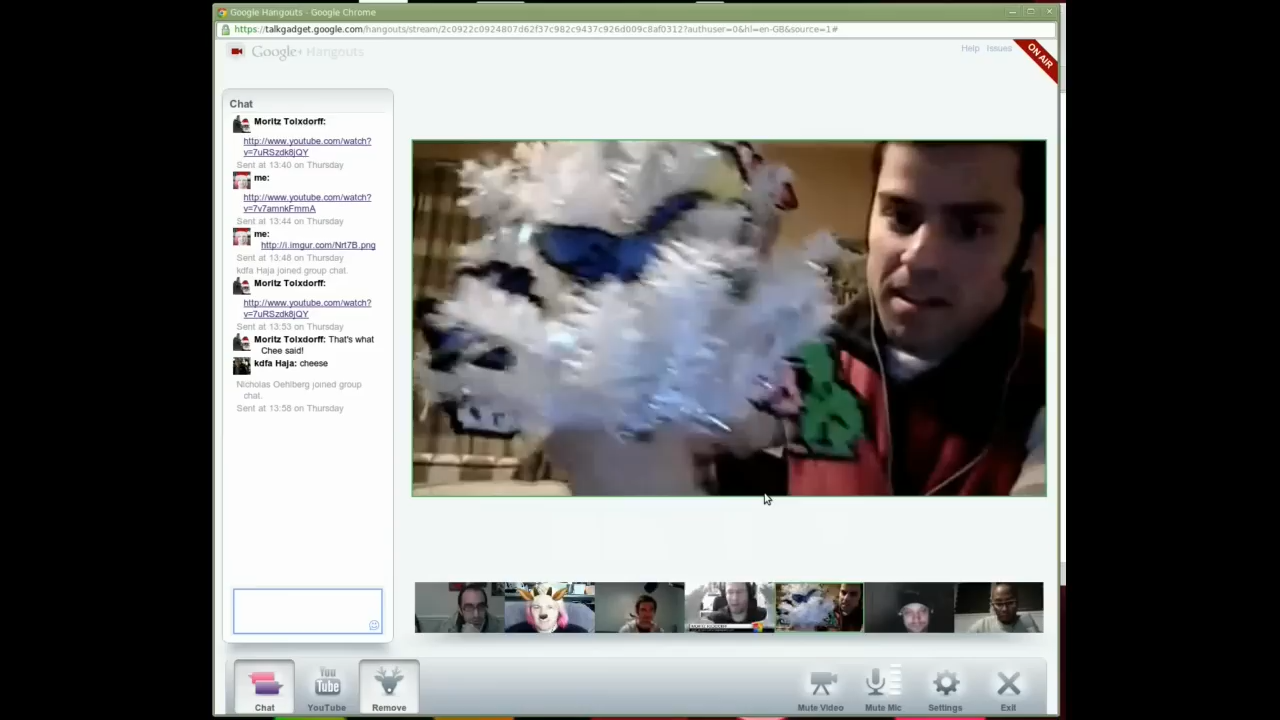 Google Hangouts - Google Chrome
https://talkgadget.google.com/hangouts/stream/2c0922c0924807d62f37c982c9437c926d009c8af0312?authuser=0&hl=en-GB&source=1#
Google+ Hangouts
Help Issues
ON AIR
Chat
Moritz Tolxdorff:
http://www.youtube.com/watch?
v=7uRSzdk8jQY
Sent at 13:40 on Thursday
me:
http://www.youtube.com/watch?
v=7v7amnkFmmA
Sent at 13:44 on Thursday
me:
http://i.imgur.com/Nrt7B.png
Sent at 13:48 on Thursday
kdfa Haja joined group chat.
Moritz Tolxdorff:
http://www.youtube.com/watch?
v=7uRSzdk8jQY
Sent at 13:53 on Thursday
Moritz Tolxdorff: That's what
Chee said!
kdfa Haja: cheese
Nicholas Oehlberg joined group
chat.
Sent at 13:56 on Thursday
You
Tube
Chat YouTube Remove Mute Video Mute Mic Settings Exit